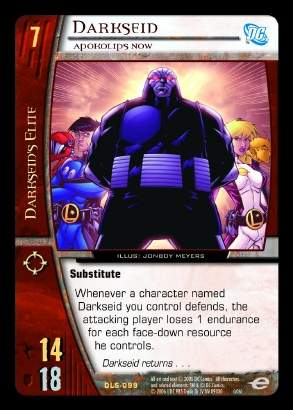 7
DARKSEID
APOKOLIPS NOW
DC
DARKSEID'S ELITE
ILLUS: JONBOY MEYERS
Substitute
Whenever a character named
Darkseid you control defends, the
attacking player loses 1 endurance
for each face-down resource
he controls.
Darkseid returns . . .
14
18
DLS-099